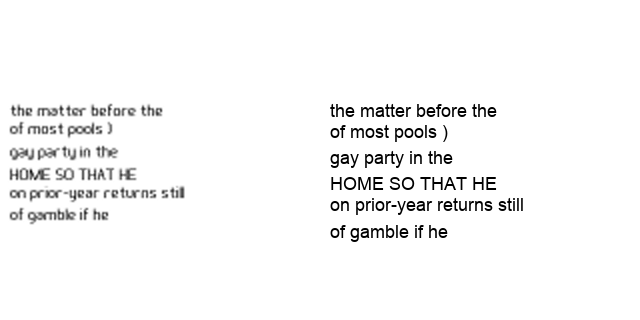 the matter before the
of most pools )
gay party in the
HOME SO THAT HE
on prior-year returns still
of gamble if he
the matter before the
of most pools )
gay party in the
HOME SO THAT HE
on prior-year returns still
of gamble if he